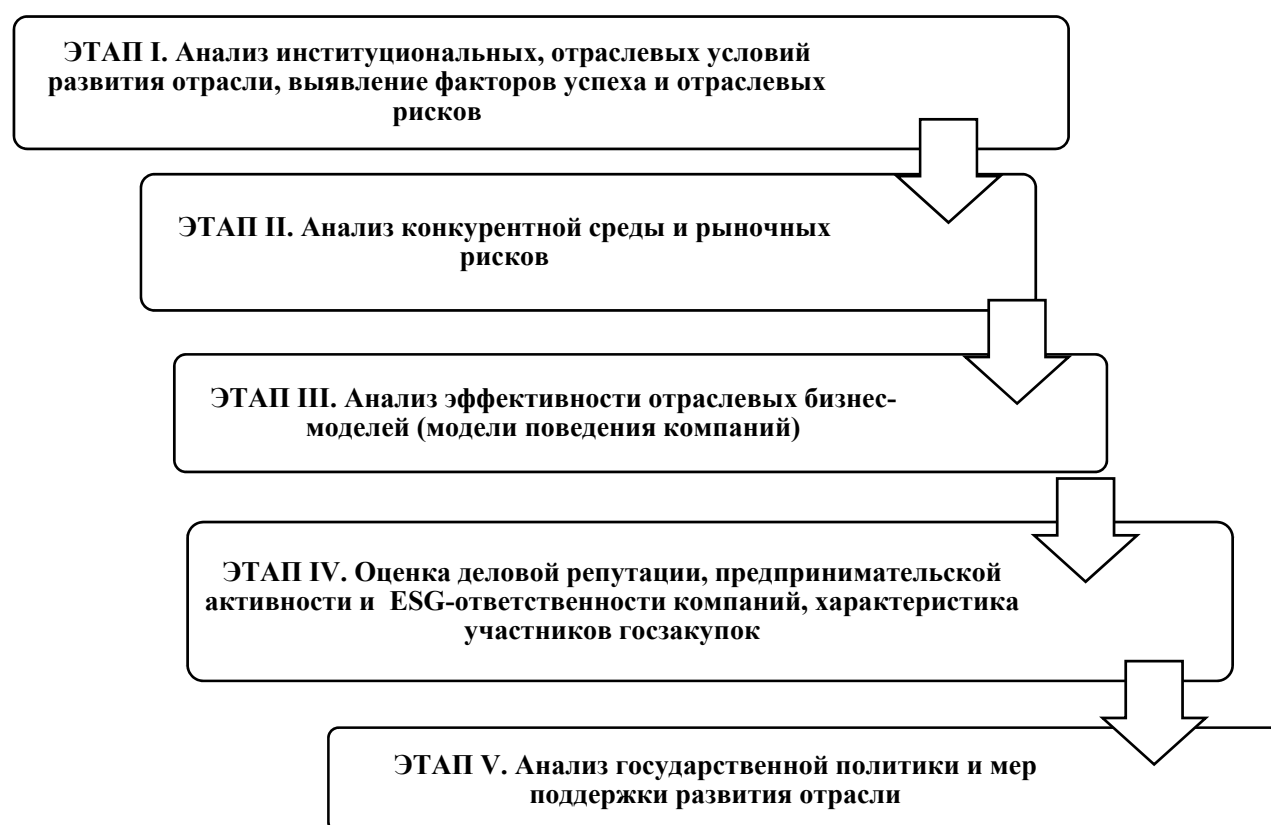 ЭТАП I. Анализ институциональных, отраслевых условий
развития отрасли, выявление факторов успеха и отраслевых
рисков
ЭТАП II. Анализ конкурентной среды и рыночных
рисков
ЭТАП III. Анализ эффективности отраслевых бизнес-
моделей (модели поведения компаний)
ЭТАП IV. Оценка деловой репутации, предпринимательской
активности и  ESG-ответственности компаний, характеристика
участников госзакупок
ЭТАП V. Анализ государственной политики и мер
поддержки развития отрасли